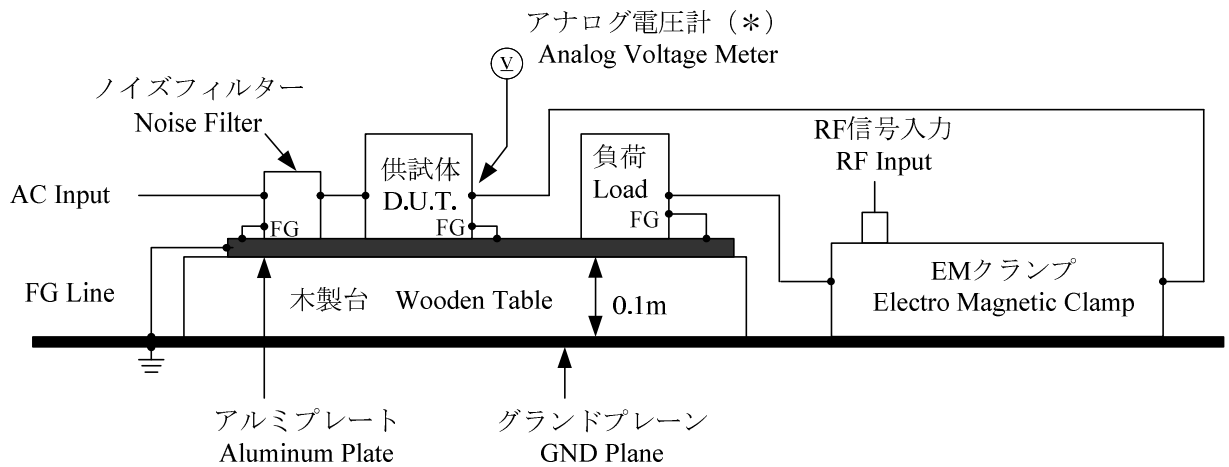 アナログ電圧計（＊）
Analog Voltage Meter
V
ノイズフィルター
Noise Filter
RF信号入力
RF Input
AC Input
供試体
D.U.T.
負荷
Load
FG
FG
FG
FG Line
木製台 Wooden Table
0.1m
EMクランプ
Electro Magnetic Clamp
アルミプレート
Aluminum Plate
グランドプレーン
GND Plane